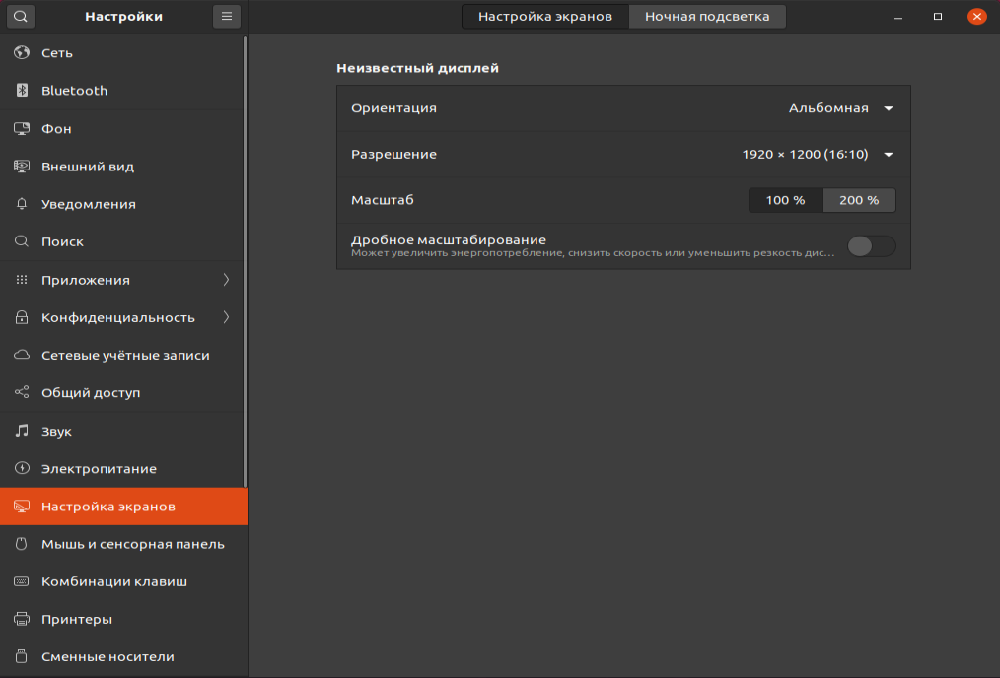 Настройки
Настройка экранов
Ночная подсветка
Сеть
Bluetooth
Фон
Внешний вид
Уведомления
Поиск
Приложения
Конфиденциальность
Сетевые учётные записи
Общий доступ
Звук
Электропитание
Настройка экранов
Мышь и сенсорная панель
Комбинации клавиш
Принтеры
Сменные носители
Неизвестный дисплей
Ориентация
Альбомная
Разрешение
1920 × 1200 (16∶10)
Масштаб
100 %
200 %
Дробное масштабирование
Может увеличить энергопотребление, снизить скорость или уменьшить резкость дис…